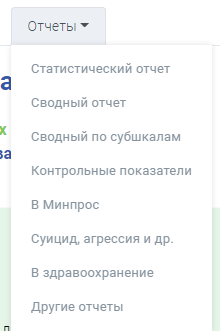 Отчеты
Статистический отчет
Сводный отчет
Сводный по субшкалам
Контрольные показатели
В Минпрос
Суицид, агрессия и др.
В здравоохранение
Другие отчеты